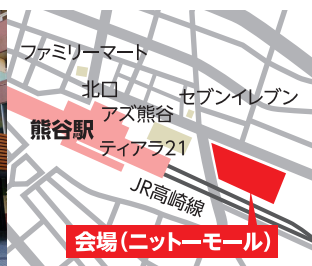 ファミリーマート
北口
セブンイレブン
アズ熊谷
熊谷駅
ティアラ21
JR高崎線
会場（ニットーモール）